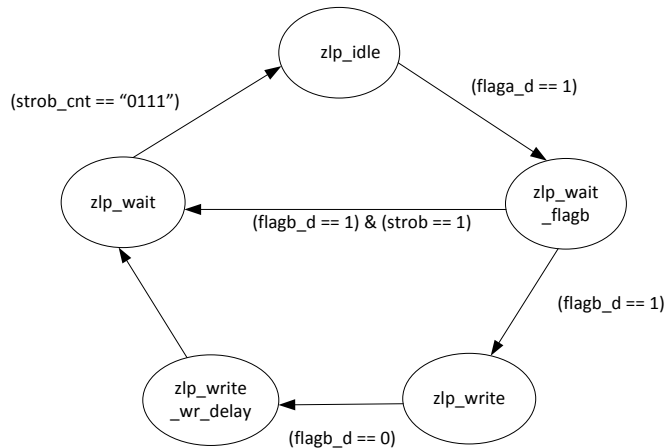 zlp_idle
(flaga_d == 1)
(strob_cnt == “0111”)
zlp_wait
zlp_wait
_flagb
(flagb_d == 1) & (strob == 1)
(flagb_d == 1)
zlp_write
_wr_delay
zlp_write
(flagb_d == 0)